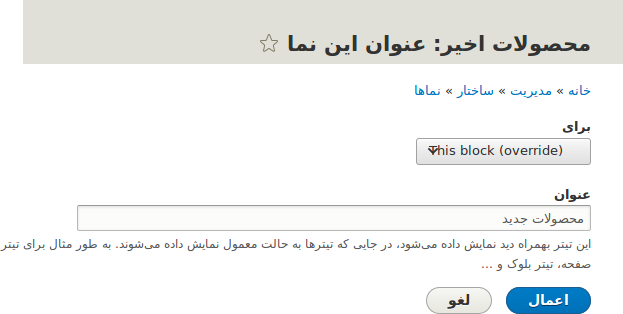 محصولات اخیر: عنوان این نما
خانه » مدیریت » ساختار » نماها
برای
This block (override)
عنوان
محصولات جدید
این تیتر بهمراه دید نمایش داده می‌شود، در جایی که تیترها به حالت معمول نمایش داده می‌شوند. به طور مثال برای تیتر
صفحه، تیتر بلوک و ...
اعمال لغو